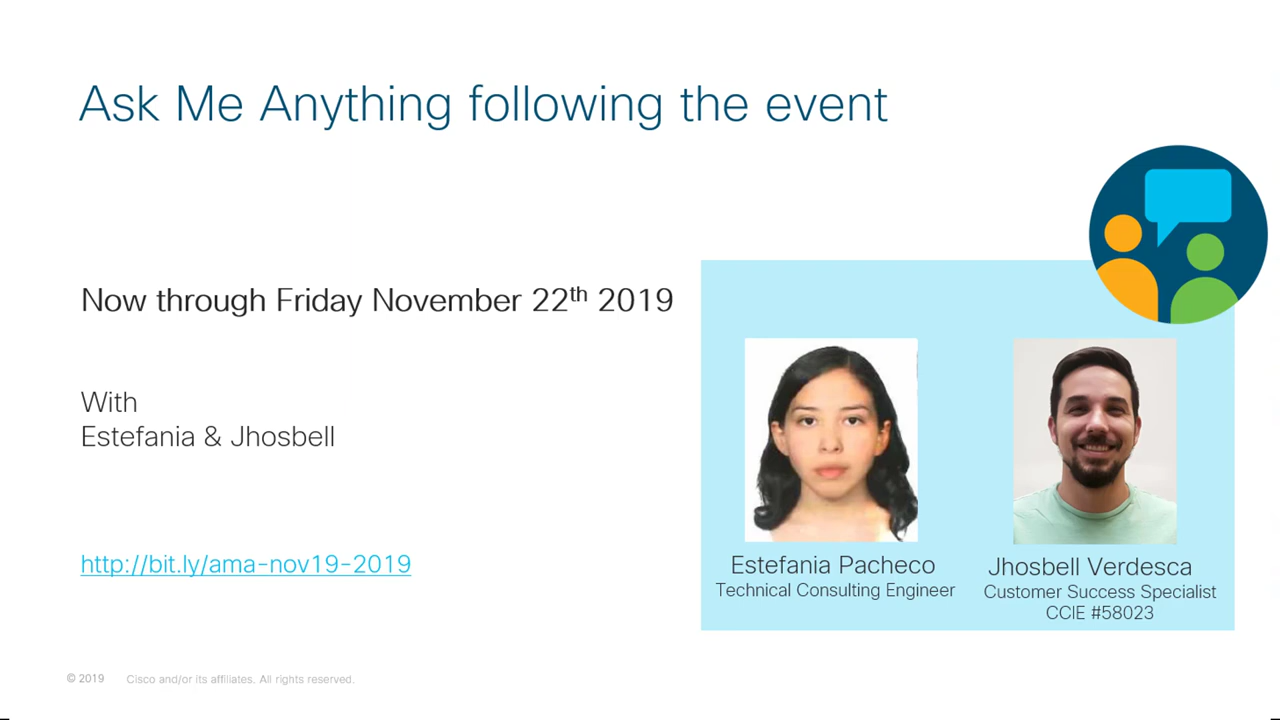 Ask Me Anything following the event
Now through Friday November 22th 2019
With
Estefania & Jhosbell
http://bit.ly/ama-nov19-2019
Estefania Pacheco
Technical Consulting Engineer
Jhosbell Verdesca
Customer Success Specialist
CCIE #58023
© 2019 Cisco and/or its affiliates. All rights reserved.